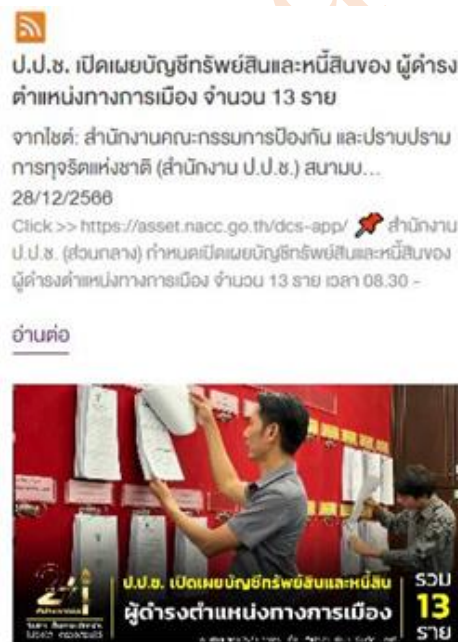 ป.ป.ช. เปิดเผยบัญชีทรัพย์สินและหนี้สินของ ผู้ดำรง
ตำแหน่งทางการเมือง จำนวน 13 ราย
จากไซต์: สำนักงานคณะกรรมการป้องกัน และปราบปราม
การทุจริตแห่งชาติ (สำนักงาน ป.ป.ช.) สนามบ...
28/12/2566
Click >> https://asset.nacc.go.th/dcs-app/ 📌 สำนักงาน
ป.ป.ช. (ส่วนกลาง) กำหนดเปิดเผยบัญชีทรัพย์สินและหนี้สินของ
ผู้ดำรงตำแหน่งทางการเมือง จำนวน 13 ราย เวลา 08.30 -
อ่านต่อ
ป.ป.ช. เปิดเผยบัญชีทรัพย์สินและหนี้สิน
ผู้ดำรงตำแหน่งทางการเมือง
รวม
13
ราย